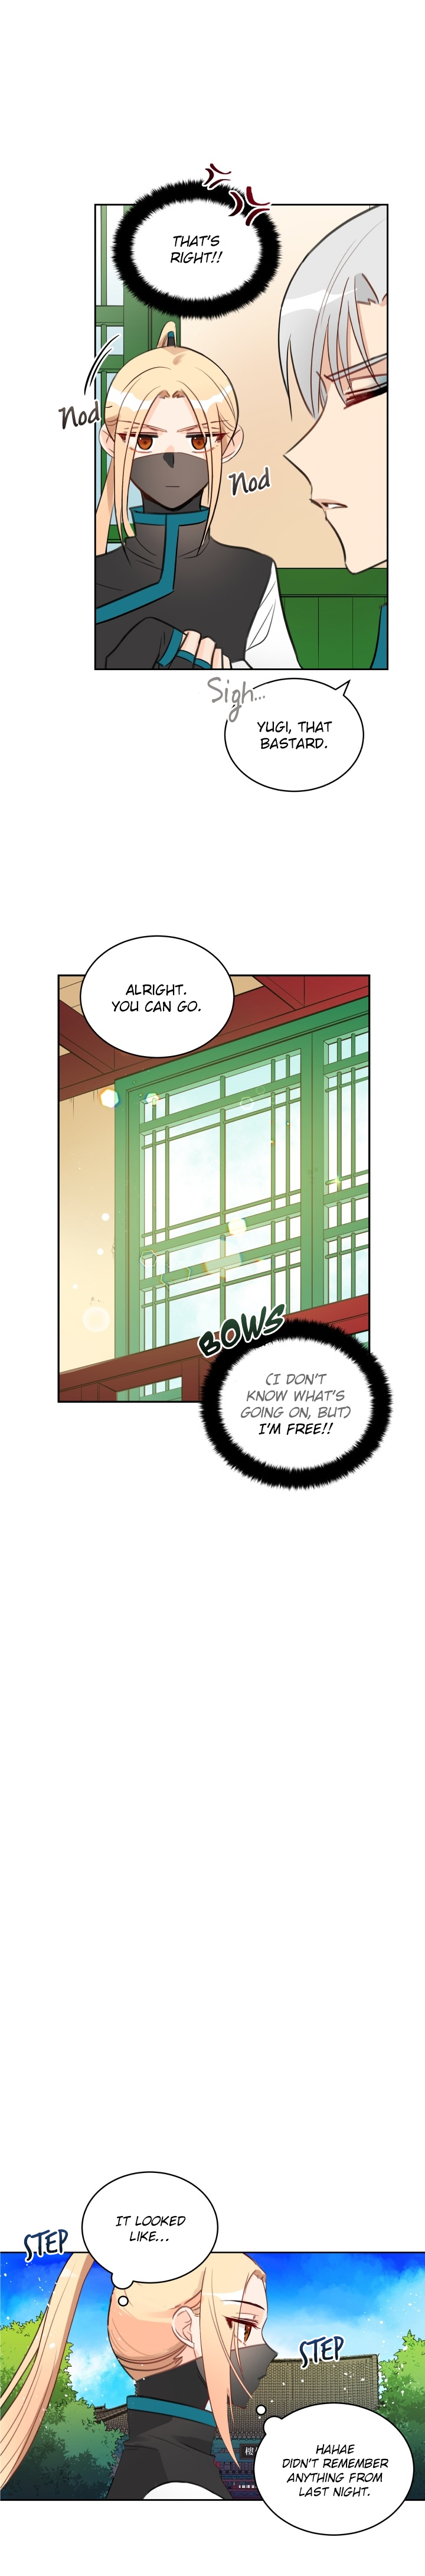 THAT'S
RIGHT!!
Nod
Nod
Sigh...
YUGI, THAT
BASTARD.
ALRIGHT.
YOU CAN GO.
BOWS
(I DON'T
KNOW WHAT'S
GOING ON, BUT)
I'M FREE!!
IT LOOKED
LIKE...
STEP
STEP
HAHAE
DIDN'T REMEMBER
ANYTHING FROM
LAST NIGHT.